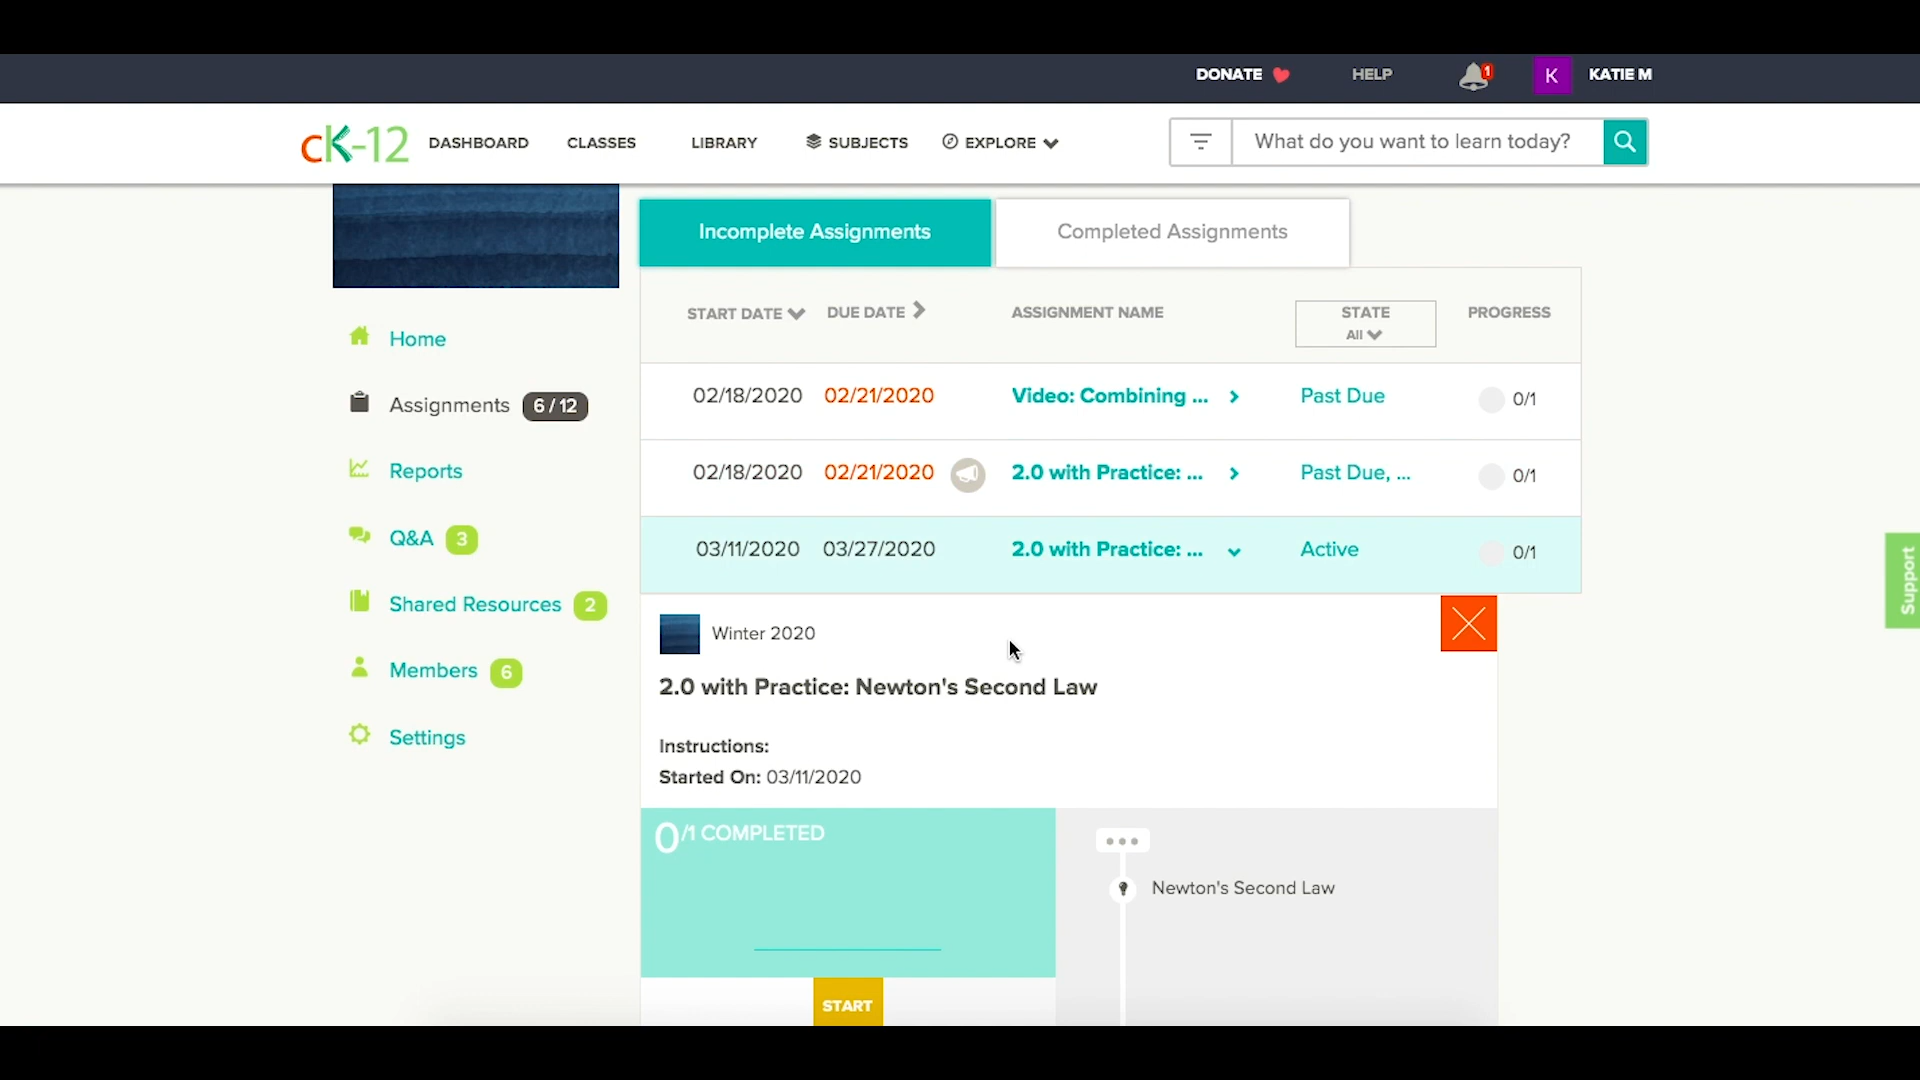 DONATE HELP 1 K KATIE M
cK-12 DASHBOARD CLASSES LIBRARY SUBJECTS EXPLORE What do you want to learn today?
Incomplete Assignments Completed Assignments
START DATE DUE DATE ASSIGNMENT NAME STATE PROGRESS
All
02/18/2020 02/21/2020 Video: Combining ... Past Due 0/1
02/18/2020 02/21/2020 2.0 with Practice: ... Past Due, ... 0/1
03/11/2020 03/27/2020 2.0 with Practice: ... Active 0/1
Home
Assignments 6 / 12
Reports
Q&A 3
Shared Resources 2
Members 6
Settings
Winter 2020
2.0 with Practice: Newton's Second Law
Instructions:
Started On: 03/11/2020
0/1 COMPLETED
Newton's Second Law
START
Support